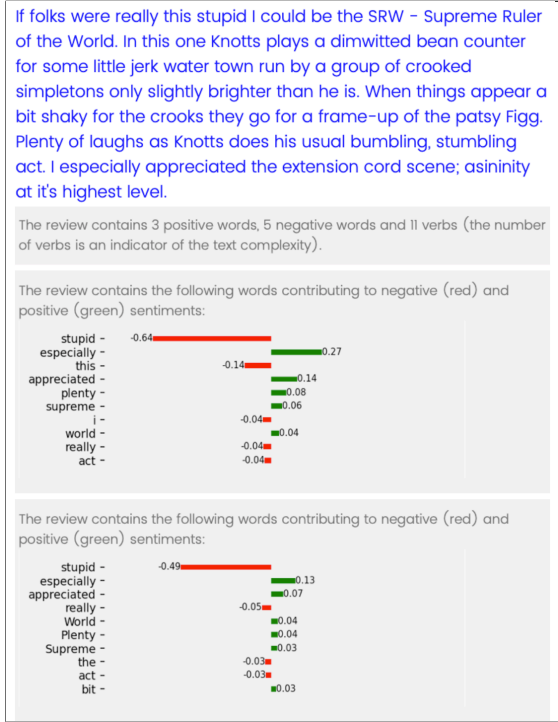 If folks were really this stupid I could be the SRW - Supreme Ruler
of the World. In this one Knotts plays a dimwitted bean counter
for some little jerk water town run by a group of crooked
simpletons only slightly brighter than he is. When things appear a
bit shaky for the crooks they go for a frame-up of the patsy Figg.
Plenty of laughs as Knotts does his usual bumbling, stumbling
act. I especially appreciated the extension cord scene; asininity
at it's highest level.
The review contains 3 positive words, 5 negative words and 11 verbs (the number
of verbs is an indicator of the text complexity).
The review contains the following words contributing to negative (red) and
positive (green) sentiments:
stupid - -0.64
especially - 0.27
this - -0.14
appreciated - 0.14
plenty - 0.08
supreme - 0.06
i - -0.04
world - 0.04
really - -0.04
act - -0.04
The review contains the following words contributing to negative (red) and
positive (green) sentiments:
stupid - -0.49
especially - 0.13
appreciated - 0.07
really - -0.05
World - 0.04
Plenty - 0.04
Supreme - 0.03
the - -0.03
act - -0.03
bit - 0.03